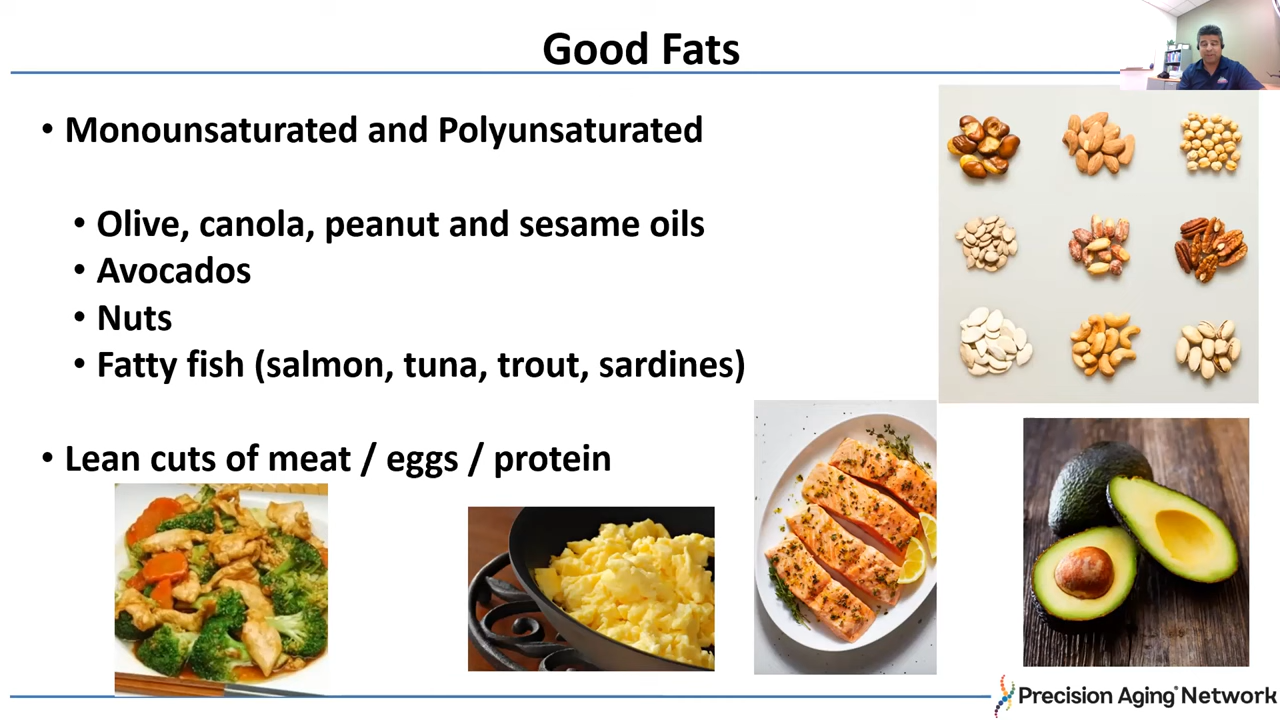 Good Fats
• Monounsaturated and Polyunsaturated
• Olive, canola, peanut and sesame oils
• Avocados
• Nuts
• Fatty fish (salmon, tuna, trout, sardines)
• Lean cuts of meat / eggs / protein
Precision Aging® Network